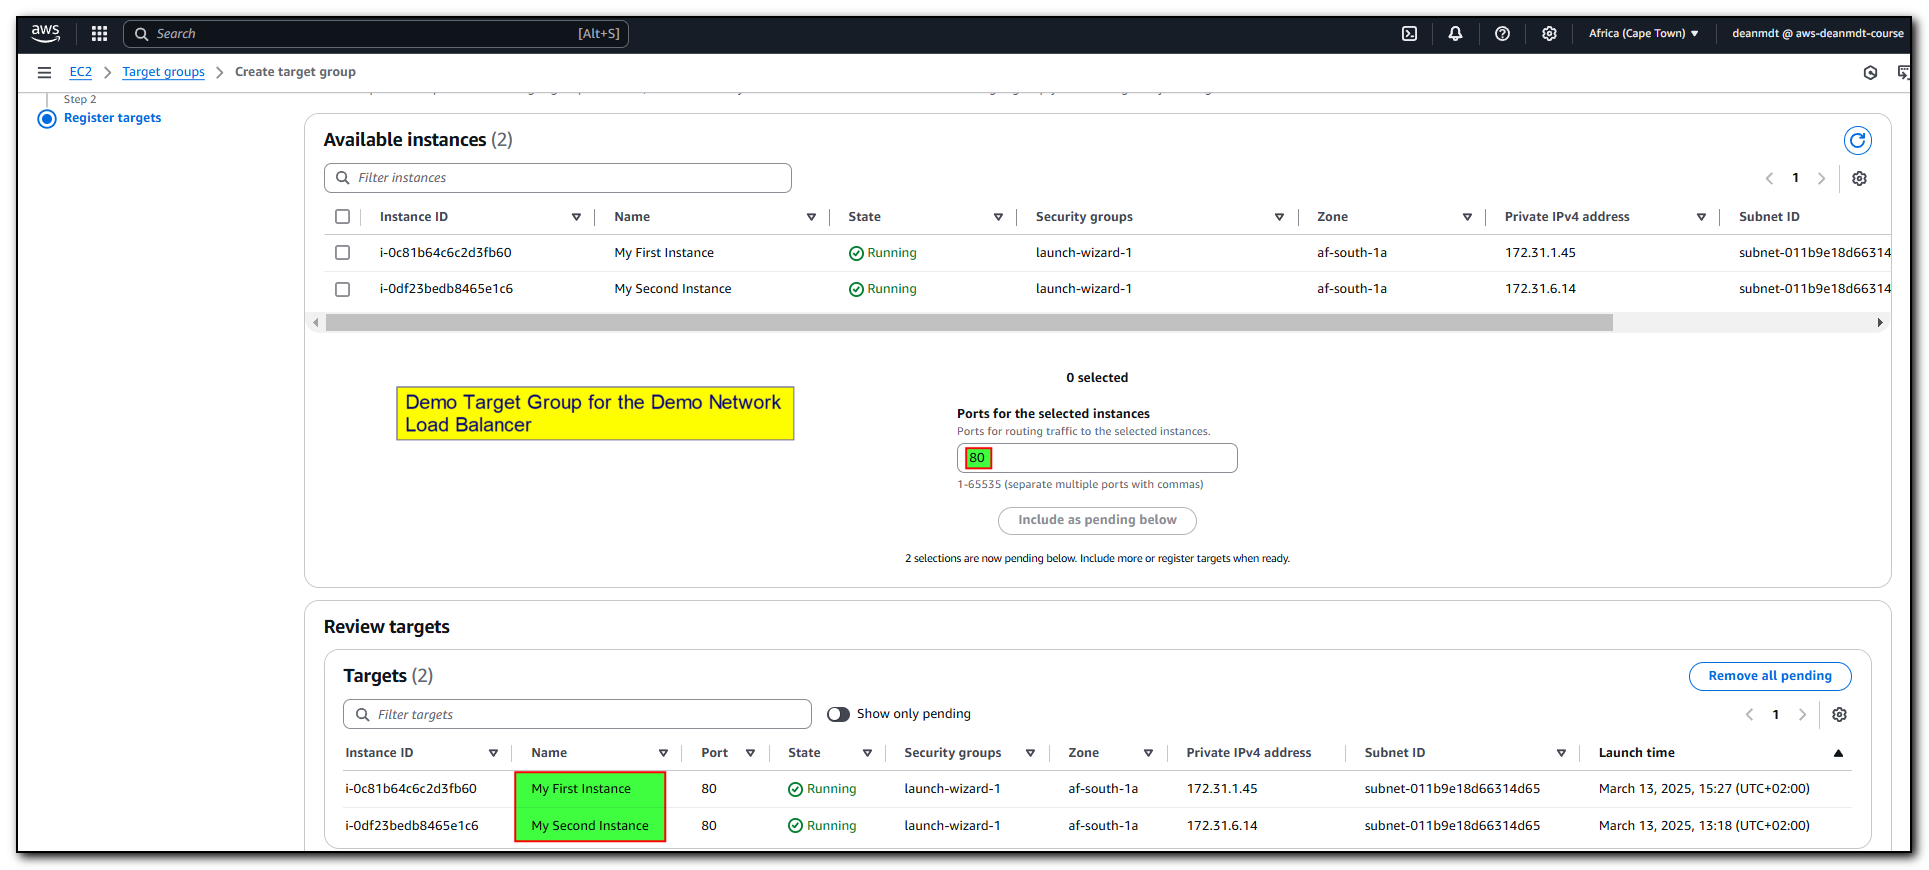 aws Search [Alt+S] Africa (Cape Town) deanmdt @ aws-deanmdt-course
EC2 Target groups Create target group
Step 2
Register targets
Available instances (2)
Filter instances
1
Instance ID Name State Security groups Zone Private IPv4 address Subnet ID
i-0c81b64c6c2d3fb60 My First Instance Running launch-wizard-1 af-south-1a 172.31.1.45 subnet-011b9e18d66314
i-0df23bedb8465e1c6 My Second Instance Running launch-wizard-1 af-south-1a 172.31.6.14 subnet-011b9e18d66314
0 selected
Demo Target Group for the Demo Network
Load Balancer
Ports for the selected instances
Ports for routing traffic to the selected instances.
80
1-65535 (separate multiple ports with commas)
Include as pending below
2 selections are now pending below. Include more or register targets when ready.
Review targets
Targets (2)
Remove all pending
Filter targets
Show only pending
1
Instance ID Name Port State Security groups Zone Private IPv4 address Subnet ID Launch time
i-0c81b64c6c2d3fb60 My First Instance 80 Running launch-wizard-1 af-south-1a 172.31.1.45 subnet-011b9e18d66314d65 March 13, 2025, 15:27 (UTC+02:00)
i-0df23bedb8465e1c6 My Second Instance 80 Running launch-wizard-1 af-south-1a 172.31.6.14 subnet-011b9e18d66314d65 March 13, 2025, 13:18 (UTC+02:00)